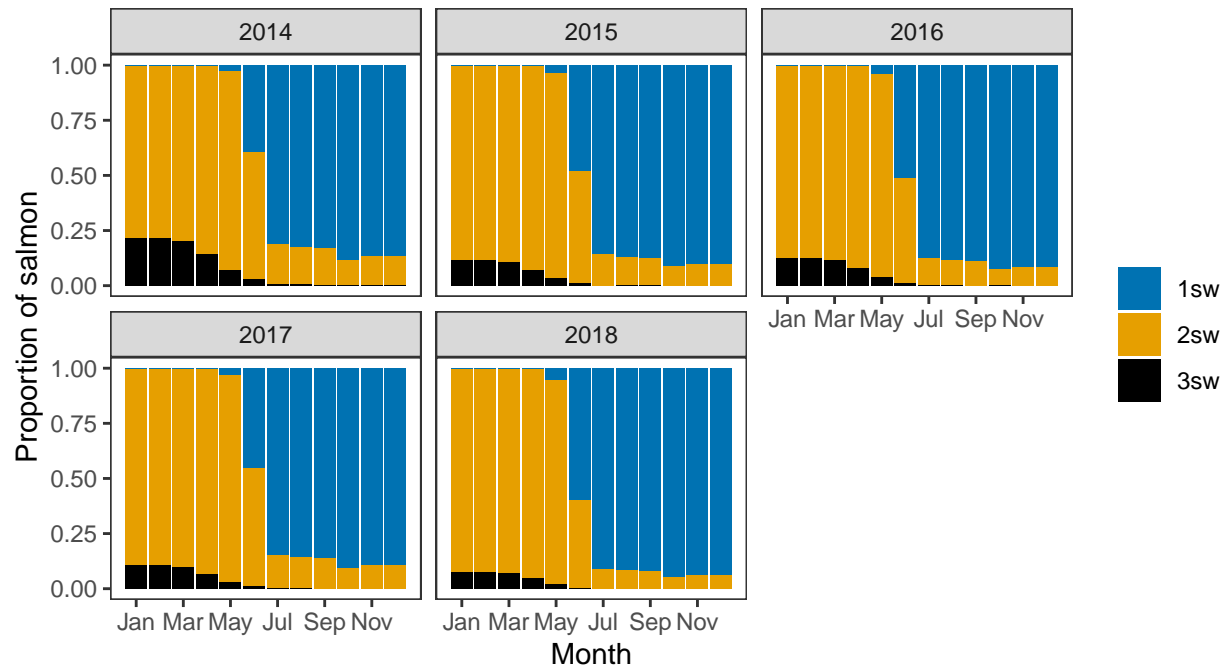 2014
2015
2016
1.00
0.75
0.50
0.25
0.00
Jan Mar May Jul Sep Nov
2017
2018
1.00
0.75
0.50
0.25
0.00
Jan Mar May Jul Sep Nov
Jan Mar May Jul Sep Nov
Month
Proportion of salmon
1sw
2sw
3sw